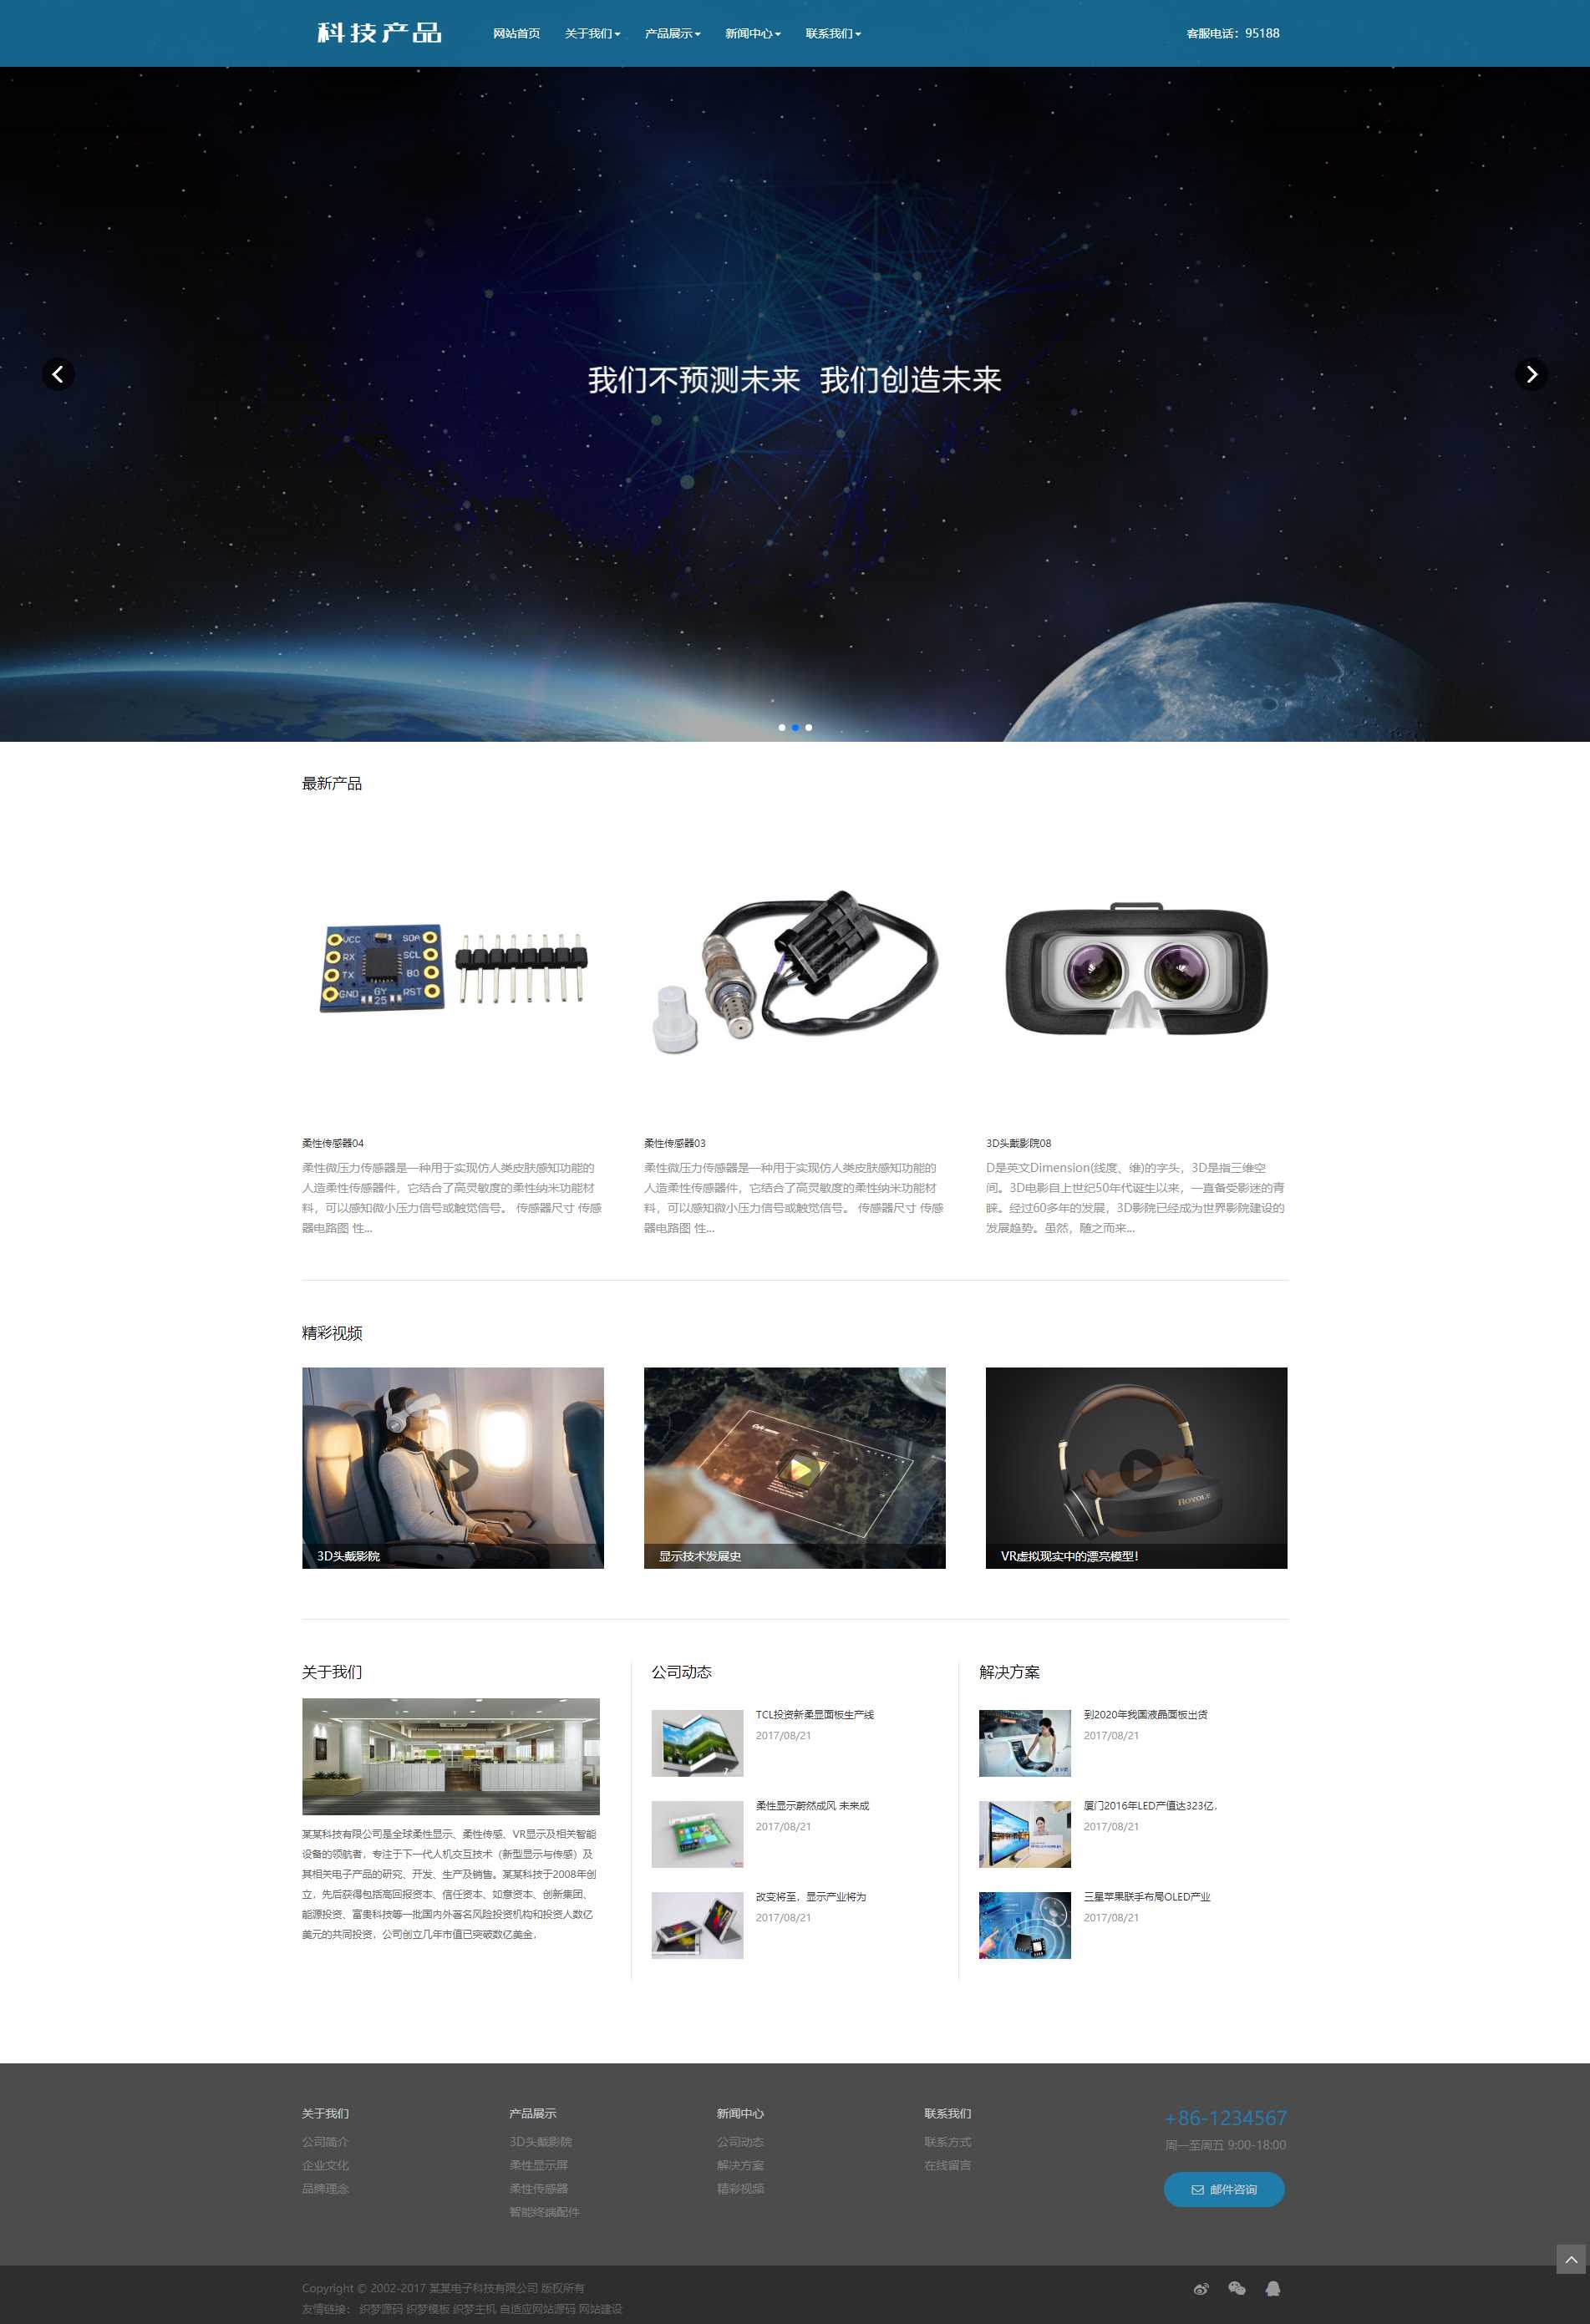 科技产品
网站首页 关于我们 产品展示 新闻中心 联系我们
客服电话：95188
我们不预测未来 我们创造未来
最新产品
VCC SDA
RX SCL
TX B0
GND GY 25 RST
柔性传感器04
柔性微压力传感器是一种用于实现仿人类皮肤感知功能的
人造柔性传感器件，它结合了高灵敏度的柔性纳米功能材
料，可以感知微小压力信号或触觉信号。 传感器尺寸 传感
器电路图 性...
柔性传感器03
柔性微压力传感器是一种用于实现仿人类皮肤感知功能的
人造柔性传感器件，它结合了高灵敏度的柔性纳米功能材
料，可以感知微小压力信号或触觉信号。 传感器尺寸 传感
器电路图 性...
3D头戴影院08
D是英文Dimension(线度、维)的字头，3D是指三维空
间。3D电影自上世纪50年代诞生以来，一直备受影迷的青
睐。经过60多年的发展，3D影院已经成为世界影院建设的
发展趋势。虽然，随之而来...
精彩视频
3D头戴影院
显示技术发展史
ROYOLE
VR虚拟现实中的漂亮模型！
关于我们
某某科技有限公司是全球柔性显示、柔性传感、VR显示及相关智能
设备的领航者，专注于下一代人机交互技术（新型显示与传感）及
其相关电子产品的研究、开发、生产及销售。某某科技于2008年创
立，先后获得包括高回报资本、信任资本、如意资本、创新集团、
能源投资、富贵科技等一批国内外著名风险投资机构和投资人数亿
美元的共同投资，公司创立几年市值已突破数亿美金，
公司动态
TCL投资新柔显面板生产线
2017/08/21
柔性显示蔚然成风 未来成
2017/08/21
改变将至，显示产业将为
2017/08/21
解决方案
到2020年我国液晶面板出货
2017/08/21
厦门2016年LED产值达323亿，
2017/08/21
三星苹果联手布局OLED产业
2017/08/21
关于我们
公司简介
企业文化
品牌理念
产品展示
3D头戴影院
柔性显示屏
柔性传感器
智能终端配件
新闻中心
公司动态
解决方案
精彩视频
联系我们
联系方式
在线留言
+86-1234567
周一至周五 9:00-18:00
邮件咨询
Copyright © 2002-2017 某某电子科技有限公司 版权所有
友情链接： 织梦源码 织梦模板 织梦主机 自适应网站源码 网站建设